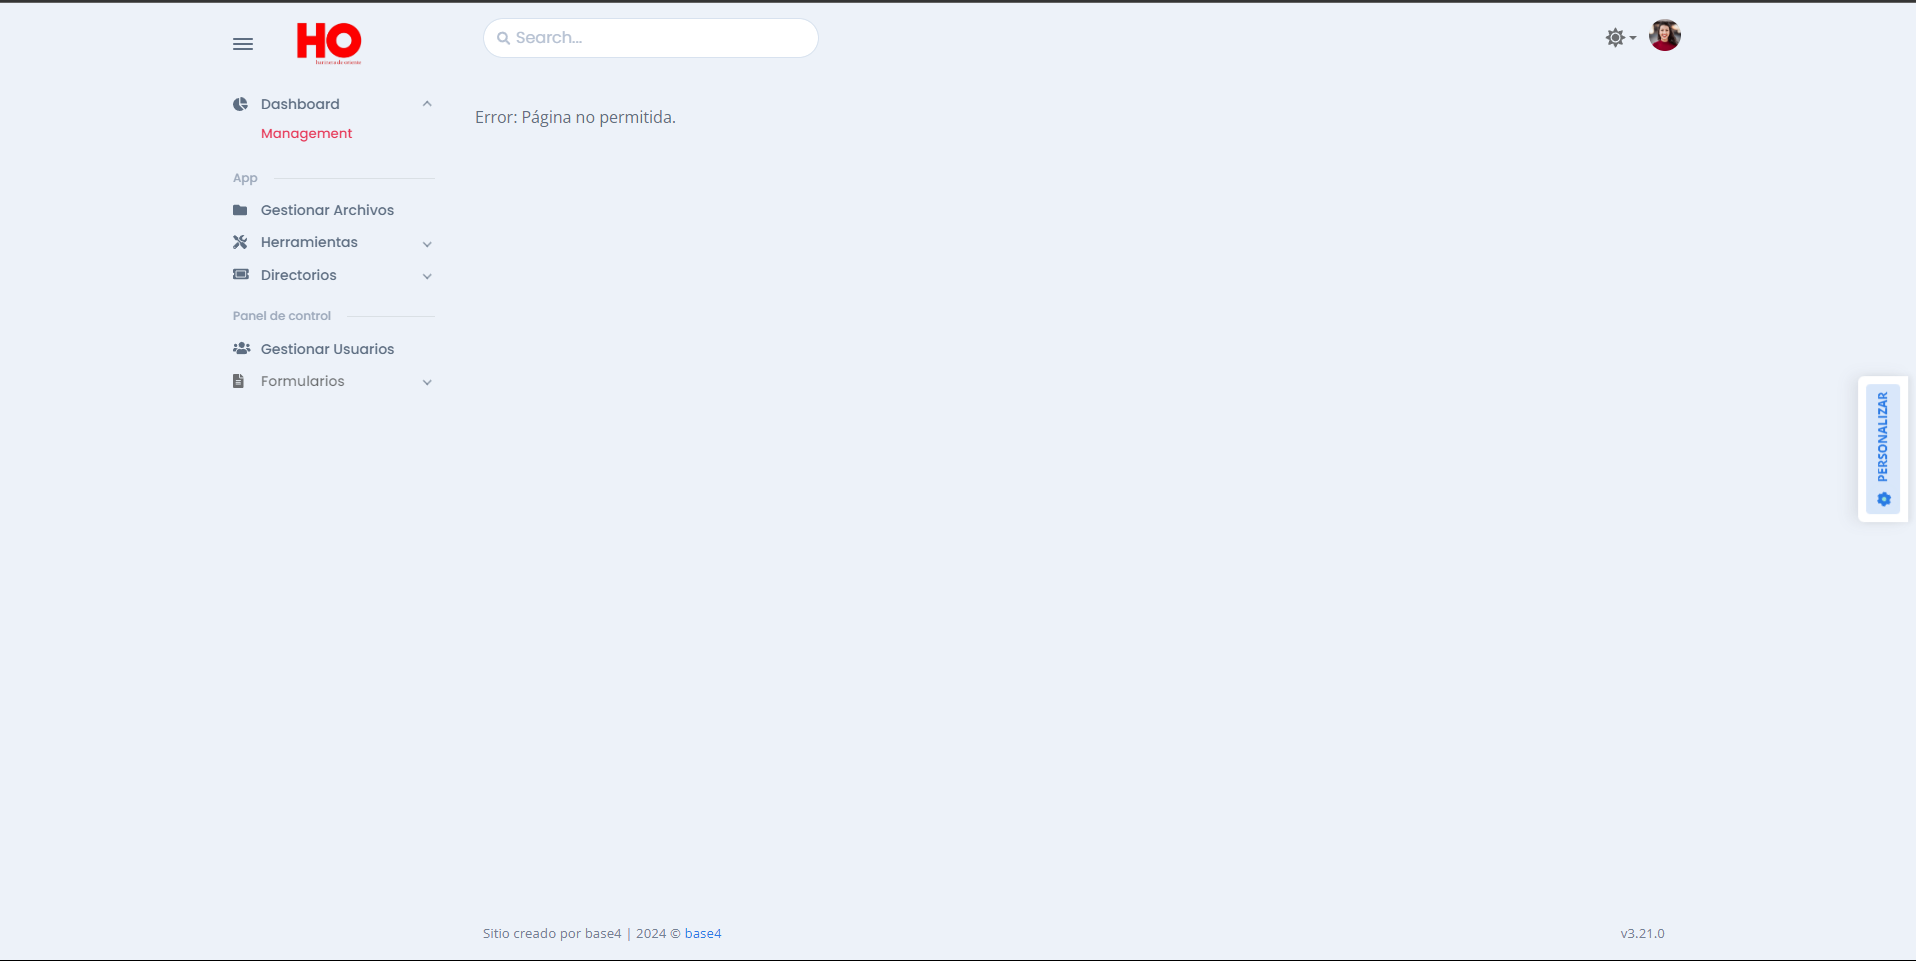 HO
Search...
Dashboard
Error: Página no permitida.
Management
App
Gestionar Archivos
Herramientas
Directorios
Panel de control
Gestionar Usuarios
Formularios
PERSONALIZAR
Sitio creado por base4 | 2024 © base4
v3.21.0